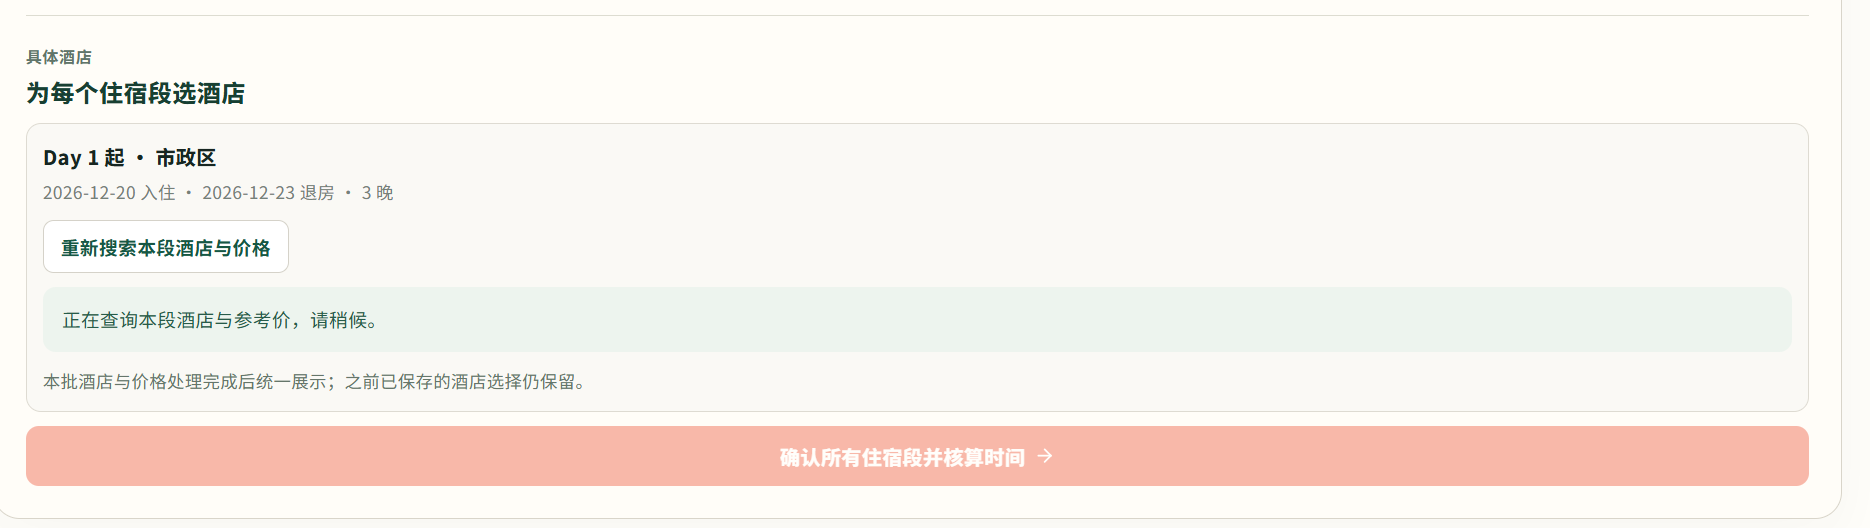 具体酒店
为每个住宿段选酒店
Day 1 起 · 市政区
2026-12-20 入住 · 2026-12-23 退房 · 3 晚
重新搜索本段酒店与价格
正在查询本段酒店与参考价，请稍候。
本批酒店与价格处理完成后统一展示；之前已保存的酒店选择仍保留。
确认所有住宿段并核算时间 →